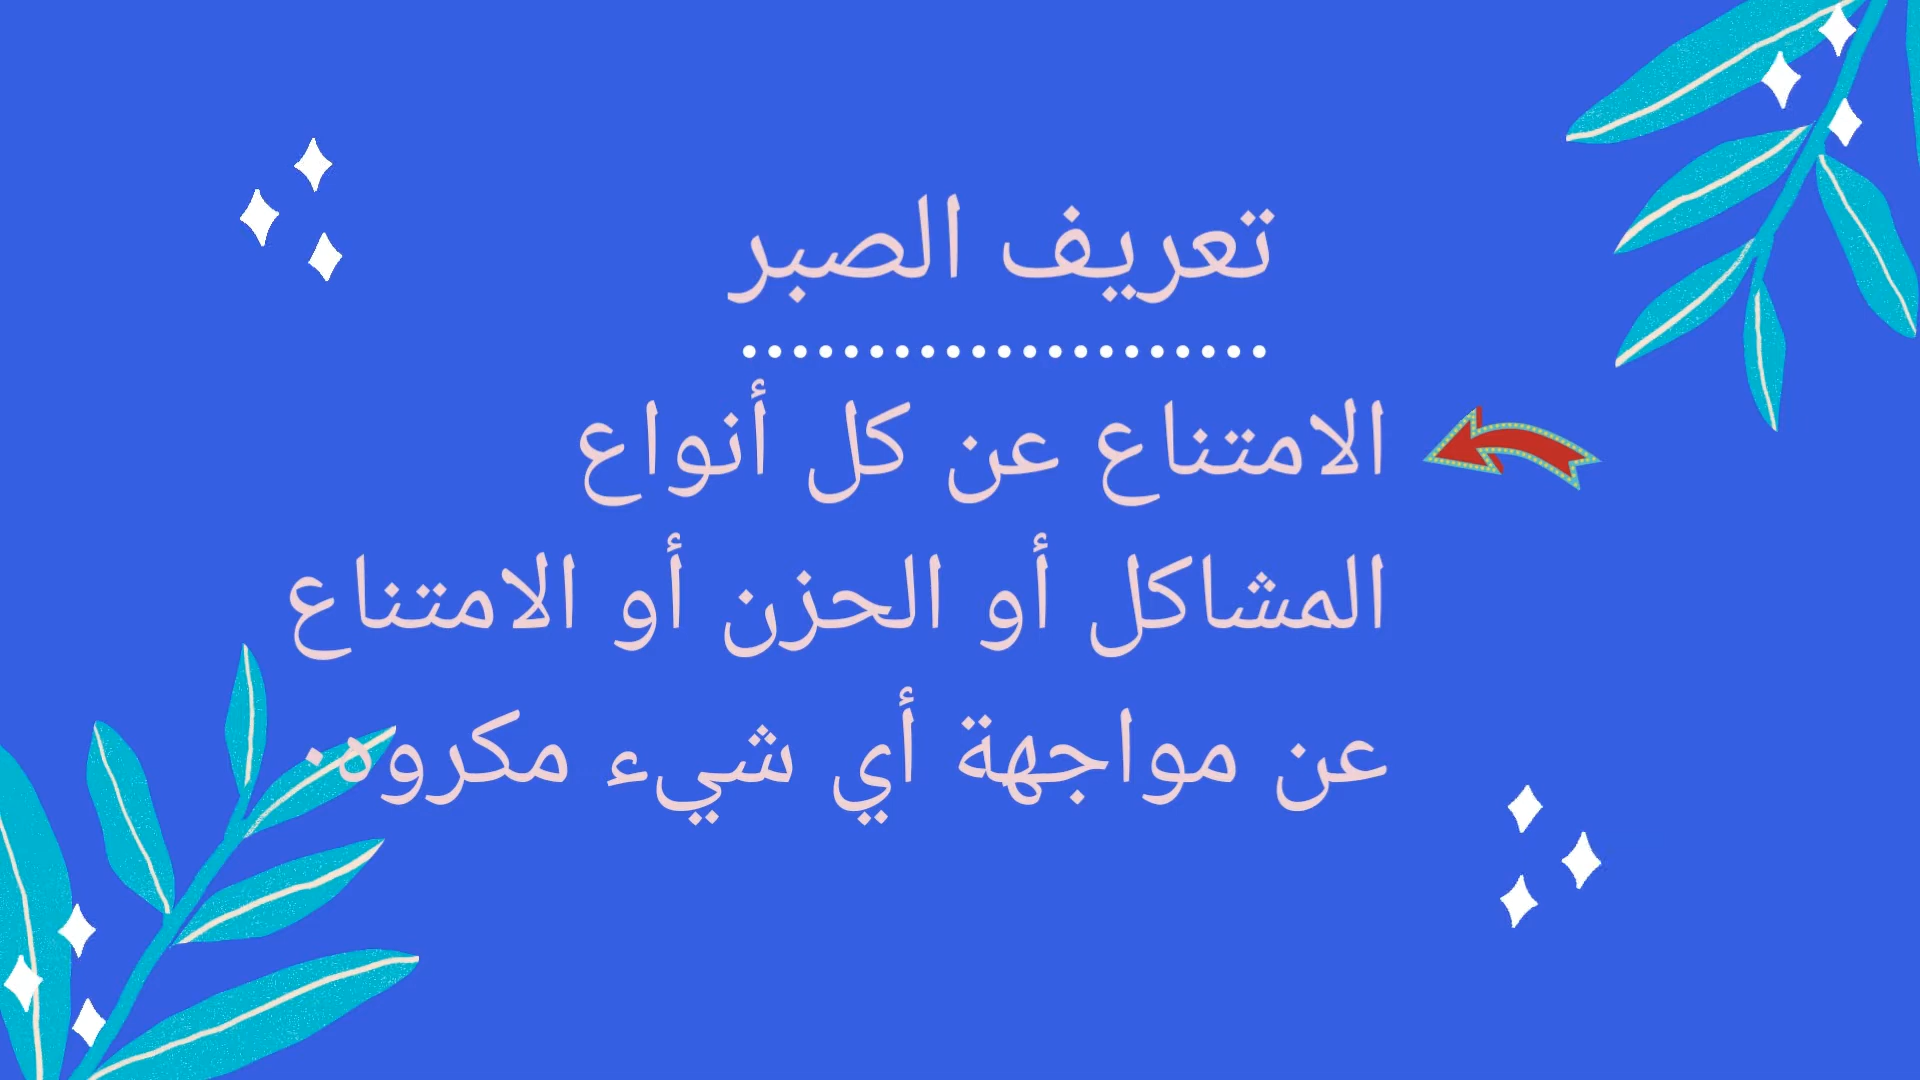 تعريف الصبر
الامتناع عن كل أنواع
المشاكل أو الحزن أو الامتناع
عن مواجهة أي شيء مكروه.